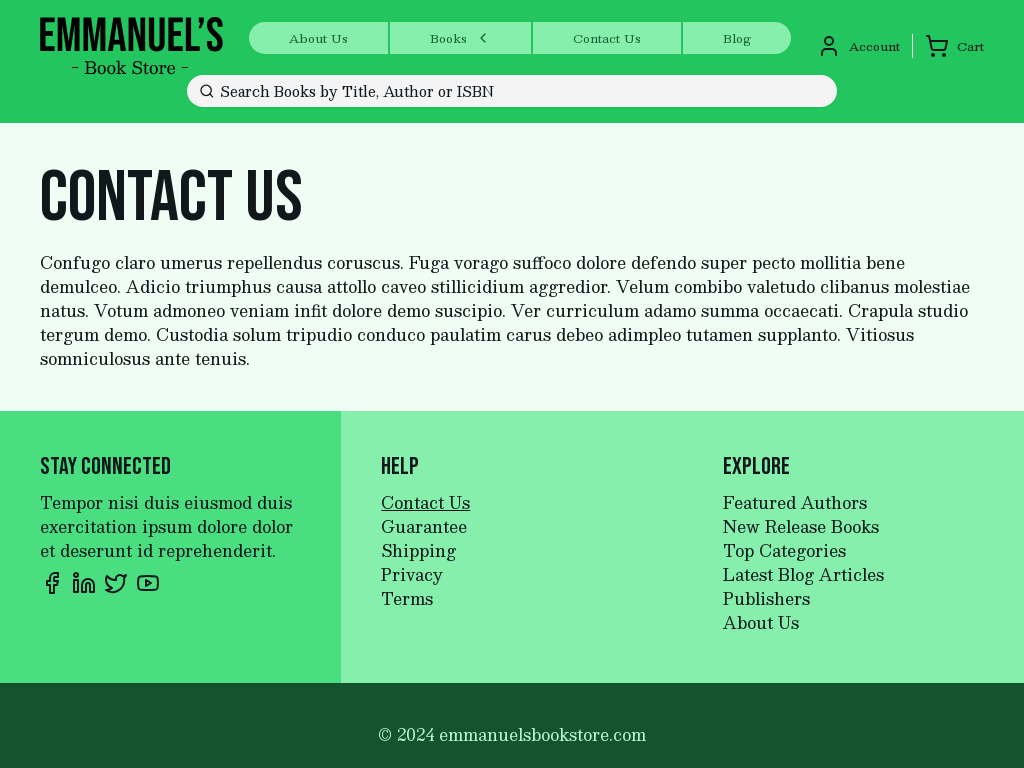 EMMANUEL'S
- Book Store -
About Us
Books
Contact Us
Blog
Account
Cart
Search Books by Title, Author or ISBN
CONTACT US
Confugo claro umerus repellendus coruscus. Fuga vorago suffoco dolore defendo super pecto mollitia bene
demulceo. Adicio triumphus causa attollo caveo stillicidium aggredior. Velum combibo valetudo clibanus molestiae
natus. Votum admoneo veniam infit dolore demo suscipio. Ver curriculum adamo summa occaecati. Crapula studio
tergum demo. Custodia solum tripudio conduco paulatim carus debeo adimpleo tutamen supplanto. Vitiosus
somniculosus ante tenuis.
STAY CONNECTED
Tempor nisi duis eiusmod duis
exercitation ipsum dolore dolor
et deserunt id reprehenderit.
HELP
Contact Us
Guarantee
Shipping
Privacy
Terms
EXPLORE
Featured Authors
New Release Books
Top Categories
Latest Blog Articles
Publishers
About Us
© 2024 emmanuelsbookstore.com